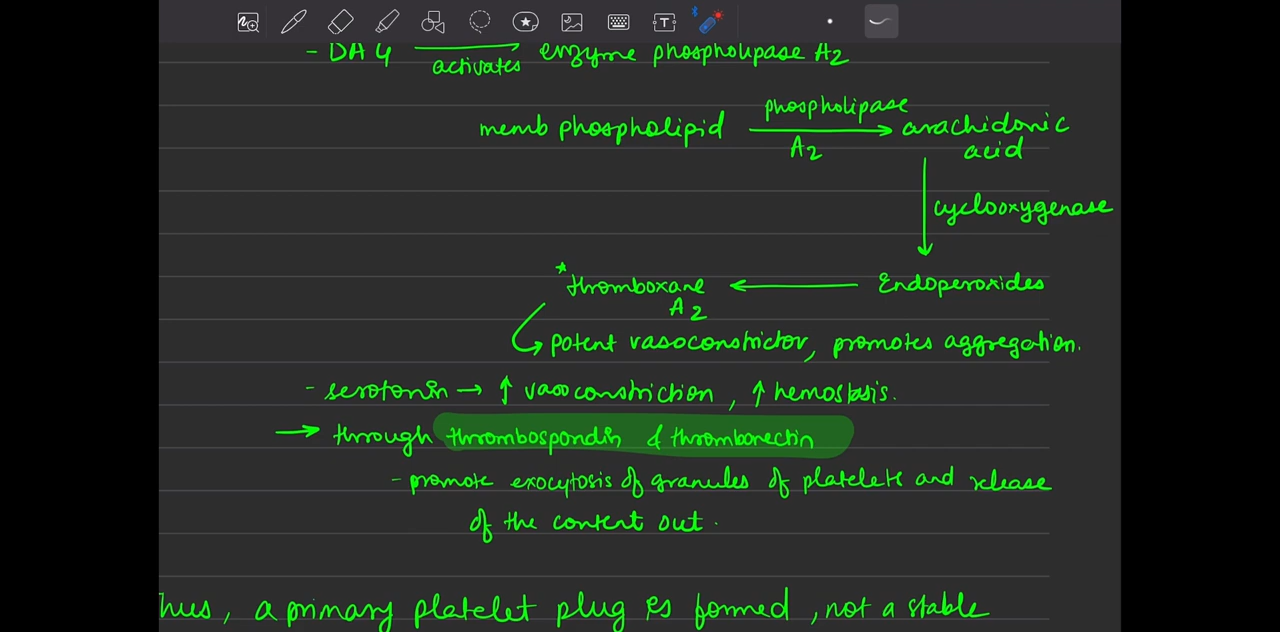 - DAG activates enzyme phospholipase A2
memb phospholipid phospholipase A2 arachidonic acid
cyclooxygenase
* thromboxane A2 Endoperoxides
potent vasoconstrictor, promotes aggregation.
- serotonin → ↑ vasoconstriction, ↑ hemostasis.
→ through thrombospondin & thrombonectin
- promote exocytosis of granules of platelets and release
of the content out.
hus, a primary platelet plug is formed, not a stable